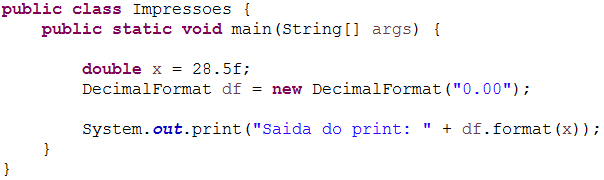 public class Impressoes {
    public static void main(String[] args) {

        double x = 28.5f;
        DecimalFormat df = new DecimalFormat("0.00");

        System.out.print("Saida do print: " + df.format(x));
    }
}